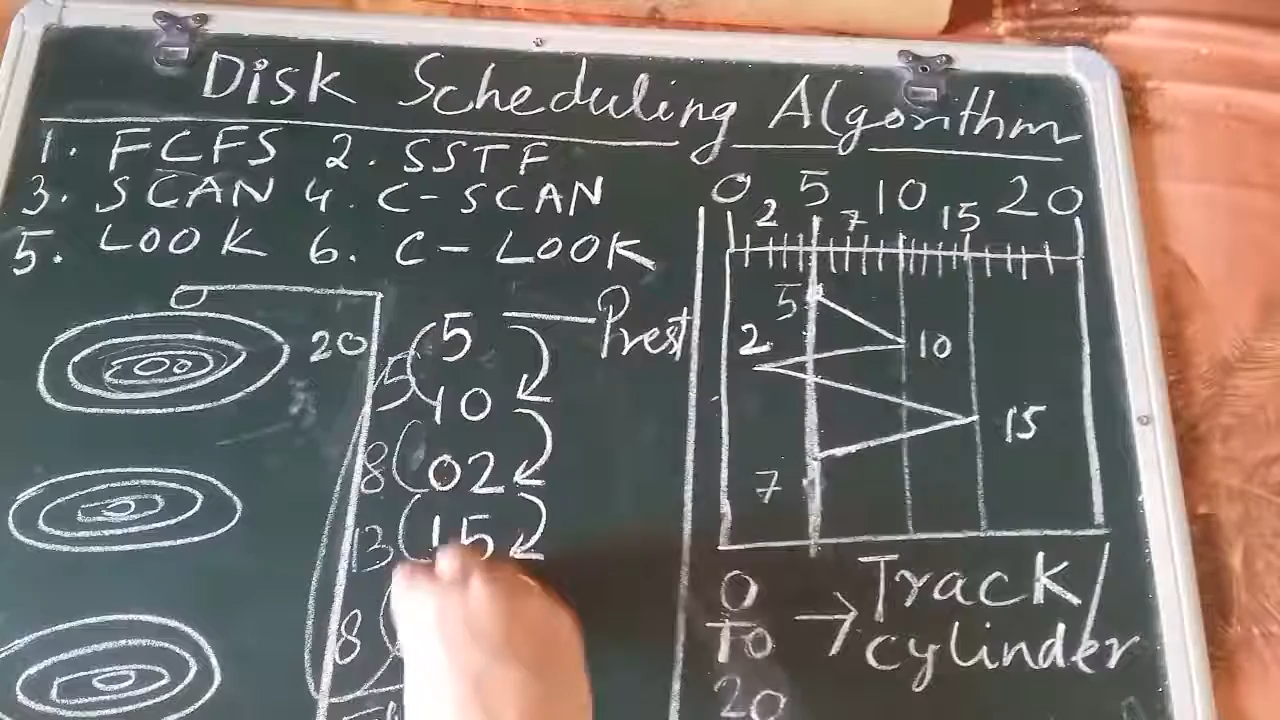 Disk Scheduling Algorithm
1. FCFS 2. SSTF
3. SCAN 4. C-SCAN
5. LOOK 6. C-LOOK
20
5 Prest
5
10
8
02
13
15
8
0 5 10 20
2 7 15
5
2 10
15
7
0
10 → Track/
cylinder
20